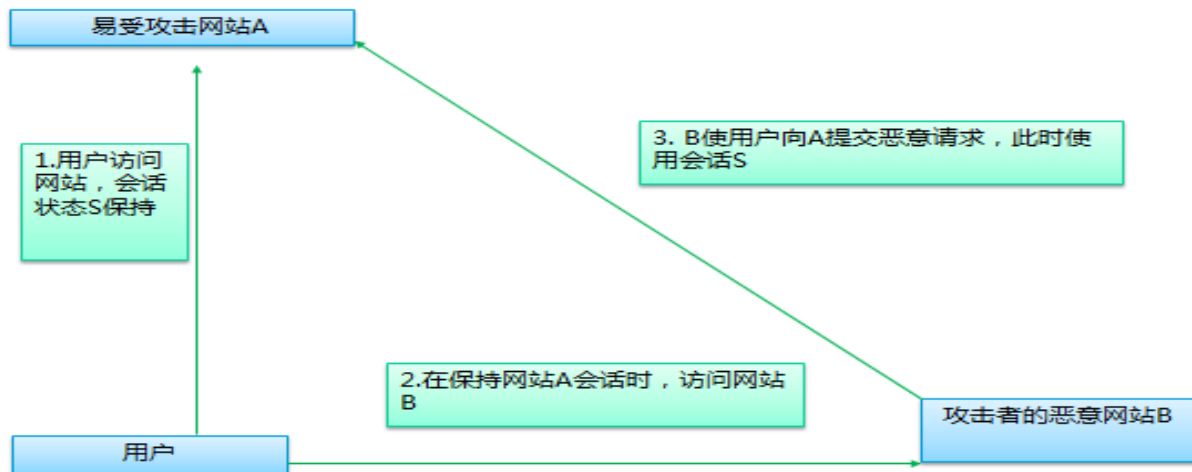 易受攻击网站A
1.用户访问
网站，会话
状态S保持
3. B使用户向A提交恶意请求，此时使
用会话S
2.在保持网站A会话时，访问网站
B
攻击者的恶意网站B
用户